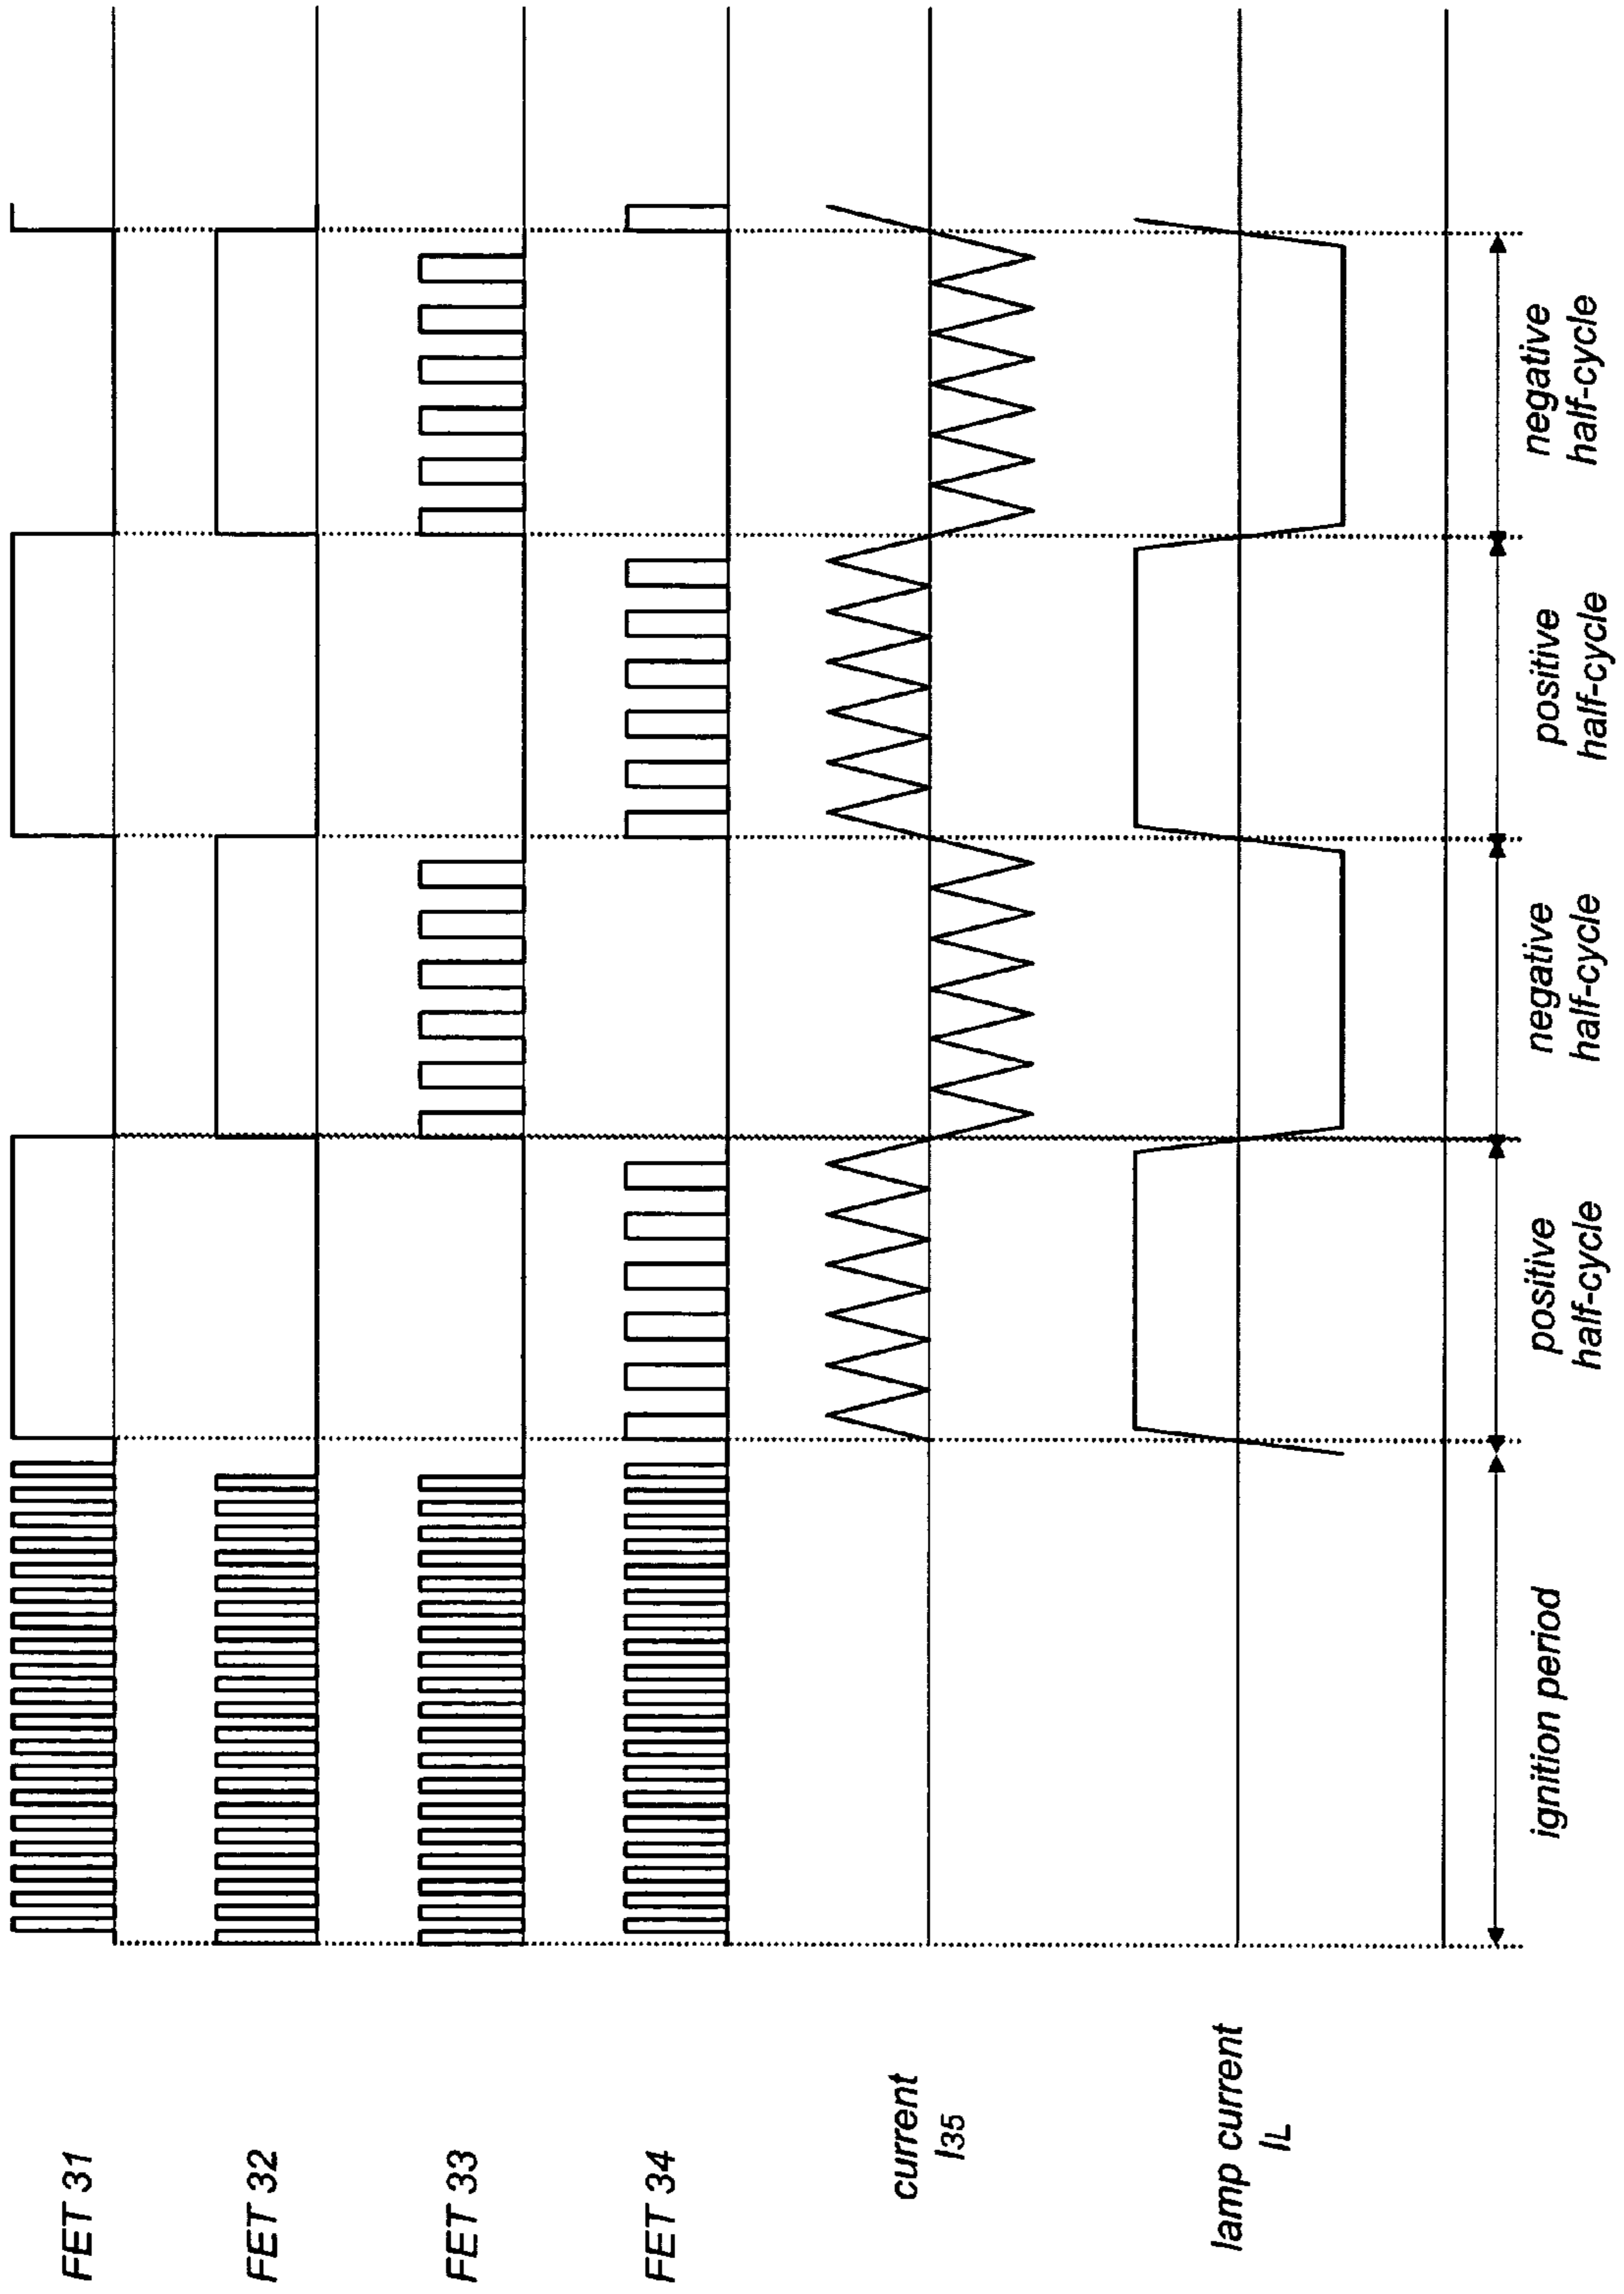 FET 31
FET 32
FET 33
FET 34
current
I35
lamp current
IL
ignition period
positive
half-cycle
negative
half-cycle
positive
half-cycle
negative
half-cycle